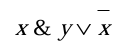 x & y ∨ x̄